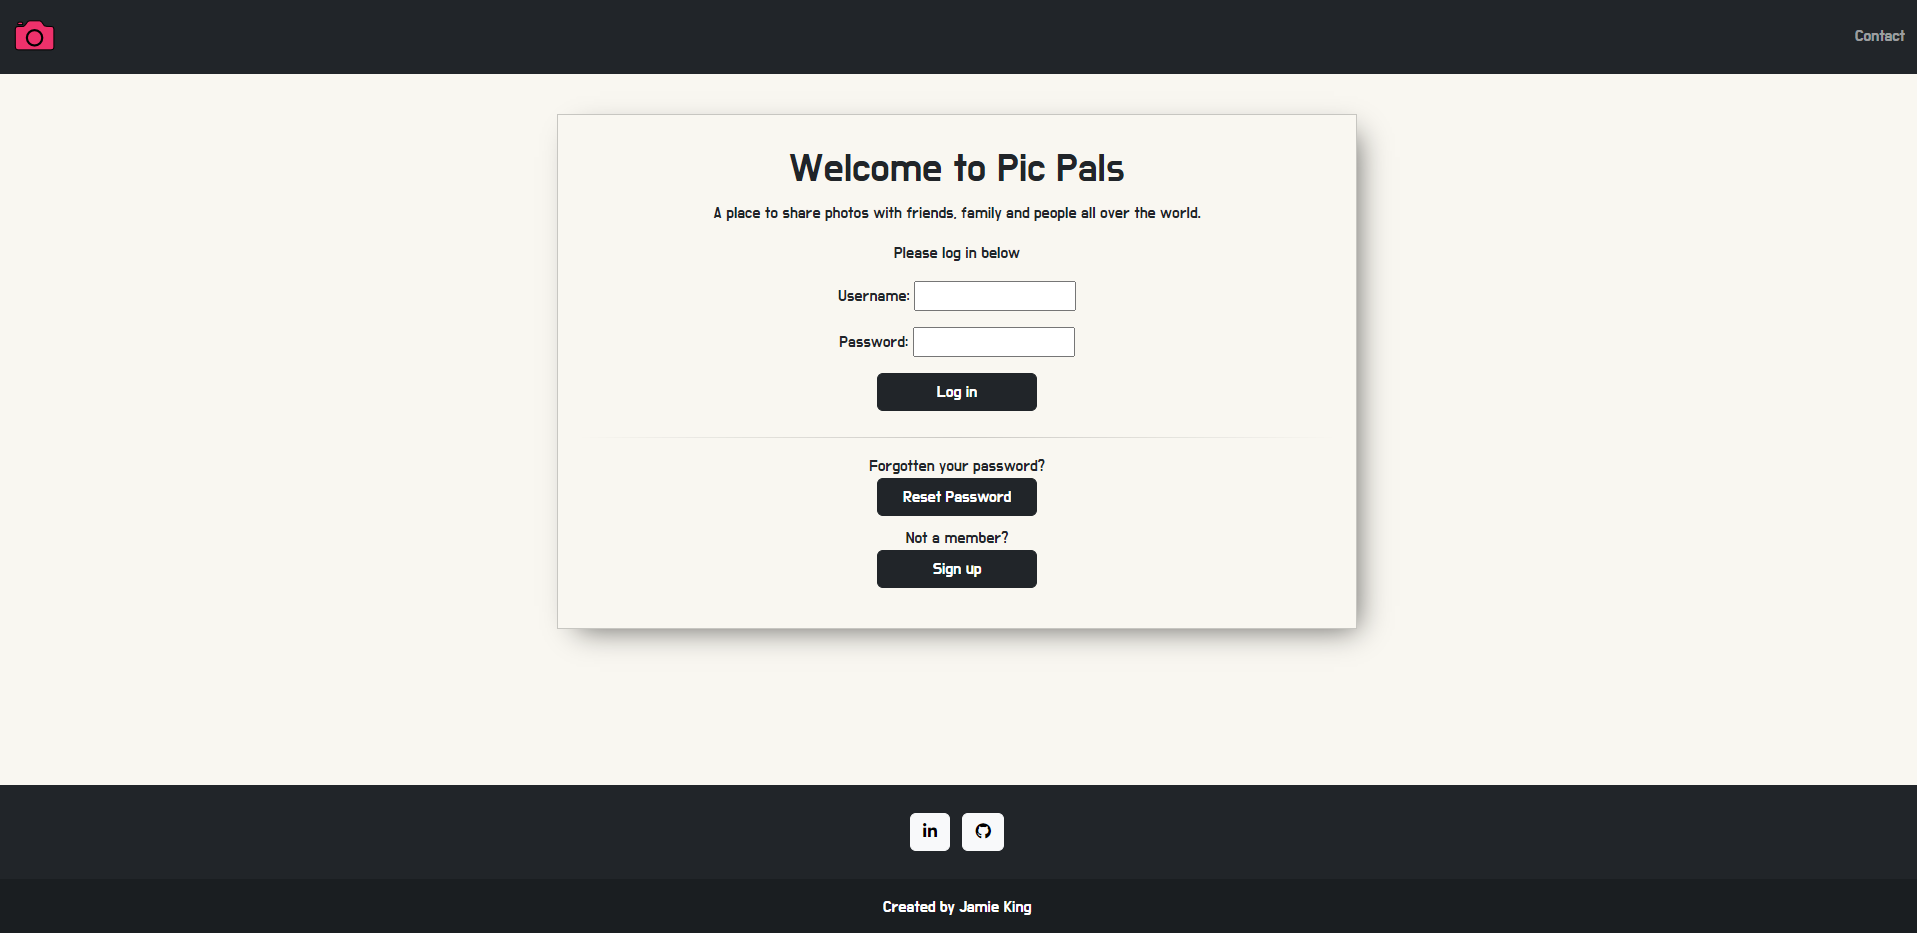 Contact
Welcome to Pic Pals
A place to share photos with friends, family and people all over the world.
Please log in below
Username:
Password:
Log in
Forgotten your password?
Reset Password
Not a member?
Sign up
in
Created by Jamie King